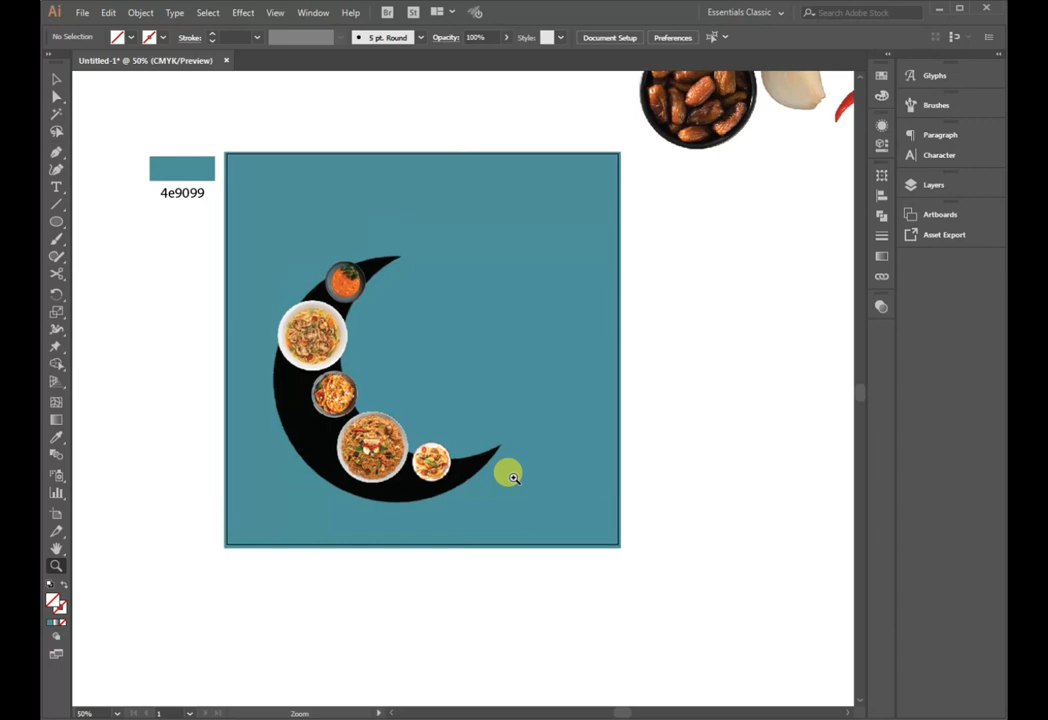 Ai File Edit Object Type Select Effect View Window Help Br St Essentials Classic Search Adobe Stock
No Selection Stroke: 5 pt. Round Opacity: 100% Style: Document Setup Preferences
Untitled-1* @ 50% (CMYK/Preview)
Glyphs
Brushes
Paragraph
Character
Layers
Artboards
Asset Export
4e9099
50% 1 Zoom